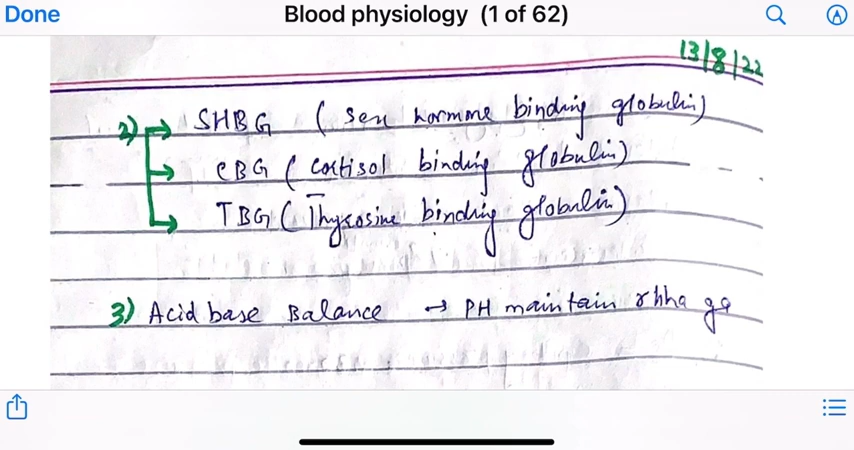 Done
Blood physiology (1 of 62)
13/8/22
2) → SHBG ( sex hormone binding globulin)
→ CBG ( cortisol binding globulin)
→ TBG ( Thyrosine binding globulin)
3) Acid base Balance → PH maintain rhha ga